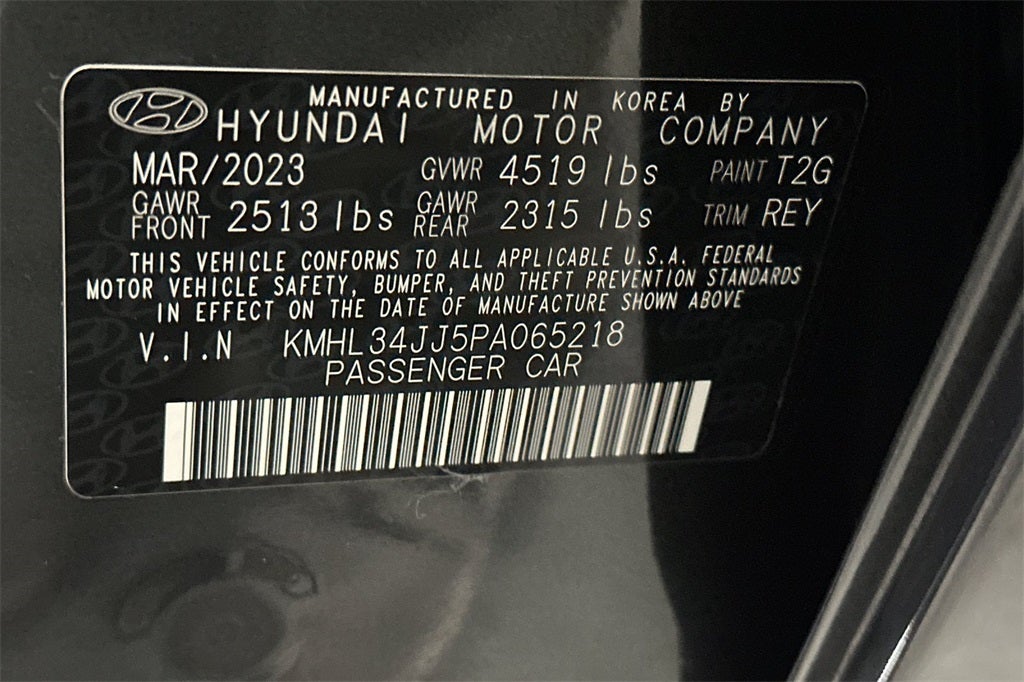 MANUFACTURED IN KOREA BY
HYUNDAI MOTOR COMPANY
MAR/2023 GVWR 4519 lbs PAINT T2G
GAWR FRONT 2513 lbs GAWR REAR 2315 lbs TRIM REY
THIS VEHICLE CONFORMS TO ALL APPLICABLE U.S.A. FEDERAL
MOTOR VEHICLE SAFETY, BUMPER, AND THEFT PREVENTION STANDARDS
IN EFFECT ON THE DATE OF MANUFACTURE SHOWN ABOVE
V.I.N KMHL34JJ5PA065218
PASSENGER CAR